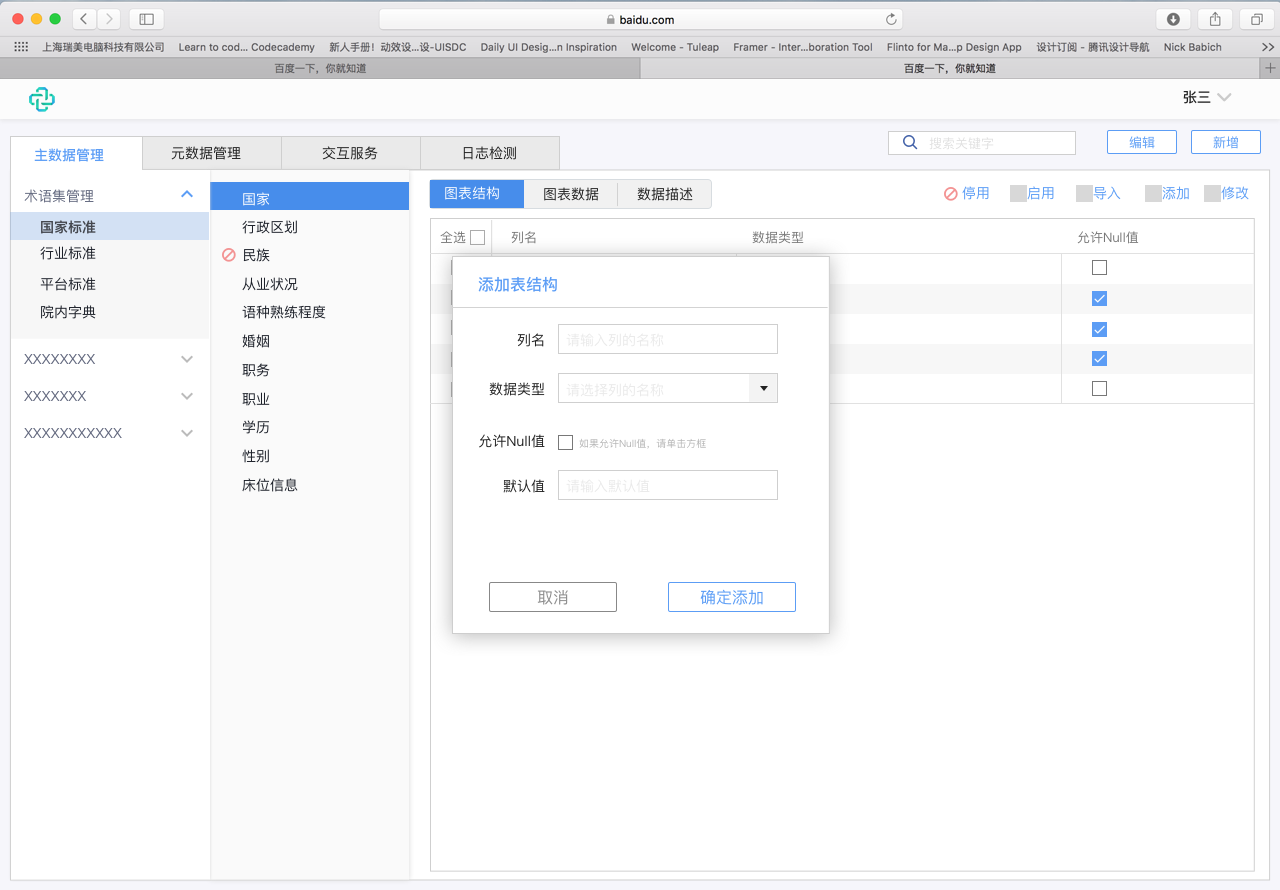 baidu.com
上海瑞美电脑科技有限公司 Learn to cod... Codecademy 新人手册！动效设...设-UISDC Daily UI Desig...n Inspiration Welcome - Tuleap Framer - Inter...boration Tool Flinto for Ma...p Design App 设计订阅 - 腾讯设计导航 Nick Babich
百度一下，你就知道 百度一下，你就知道
张三
主数据管理 元数据管理 交互服务 日志检测 搜索关键字 编辑 新增
术语集管理
国家标准
行业标准
平台标准
院内字典
XXXXXXXX
XXXXXXX
XXXXXXXXXXX
国家
行政区划
民族
从业状况
语种熟练程度
婚姻
职务
职业
学历
性别
床位信息
图表结构 图表数据 数据描述 停用 启用 导入 添加 修改
全选 列名 数据类型 允许Null值
添加表结构
列名 请输入列的名称
数据类型 请选择列的名称
允许Null值 如果允许Null值，请单击方框
默认值 请输入默认值
取消 确定添加